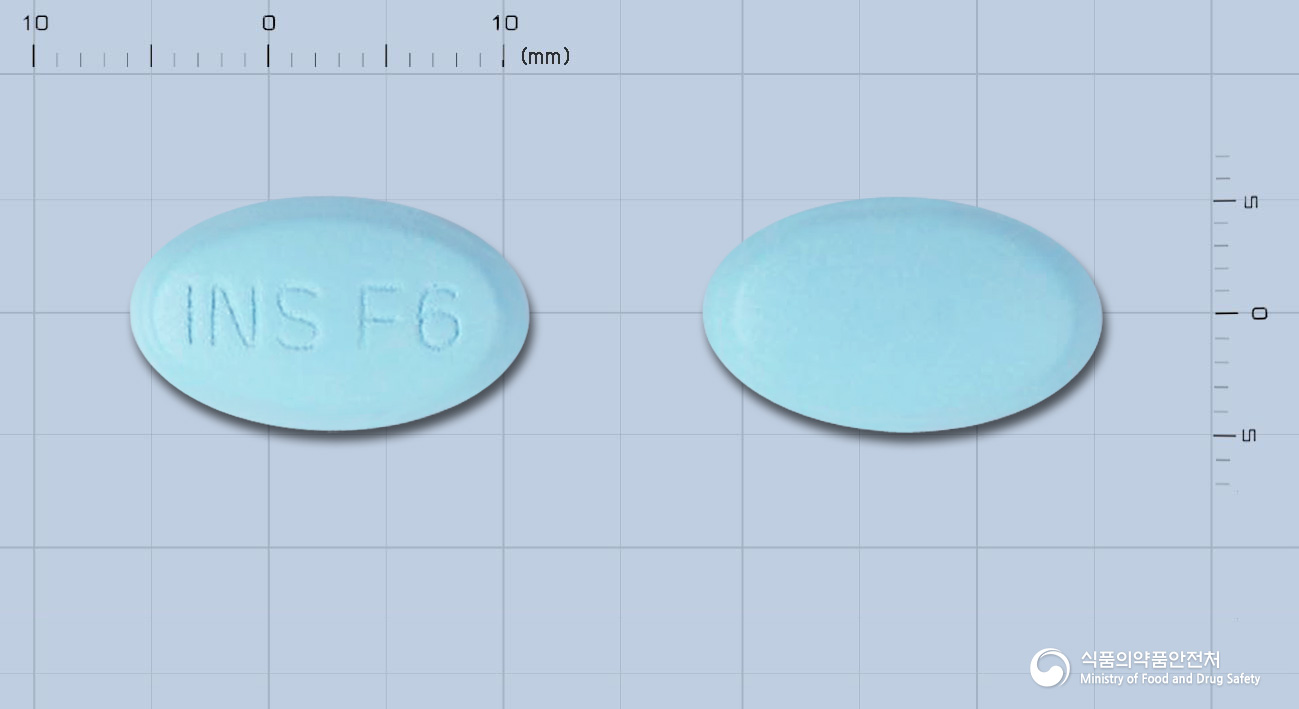 10 0 10
(mm)
5
INS F6
0
5
식품의약품안전처
Ministry of Food and Drug Safety